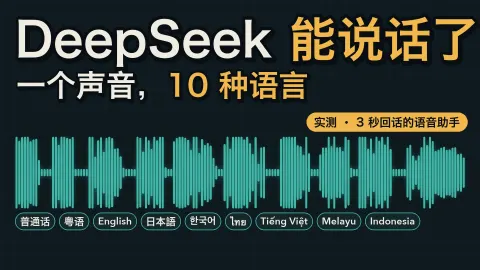 DeepSeek 能说话了
一个声音，10 种语言
实测 · 3 秒回话的语音助手
普通话 粤语 English 日本語 한국어 ไทย Tiếng Việt Melayu Indonesia